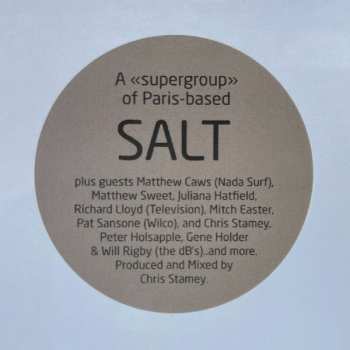 A «supergroup»
of Paris-based
SALT
plus guests Matthew Caws (Nada Surf),
Matthew Sweet, Juliana Hatfield,
Richard Lloyd (Television), Mitch Easter,
Pat Sansone (Wilco), and Chris Stamey,
Peter Holsapple, Gene Holder
& Will Rigby (the dB's)..and more.
Produced and Mixed by
Chris Stamey.